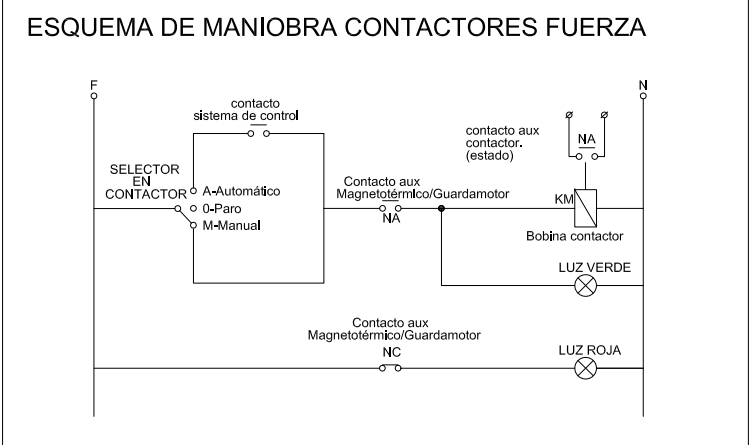 ESQUEMA DE MANIOBRA CONTACTORES FUERZA
F
N
contacto
sistema de control
contacto aux
contactor.
(estado)
NA
SELECTOR
EN
CONTACTOR
A-Automático
0-Paro
M-Manual
Contacto aux
Magnetotérmico/Guardamotor
NA
KM
Bobina contactor
LUZ VERDE
Contacto aux
Magnetotérmico/Guardamotor
NC
LUZ ROJA